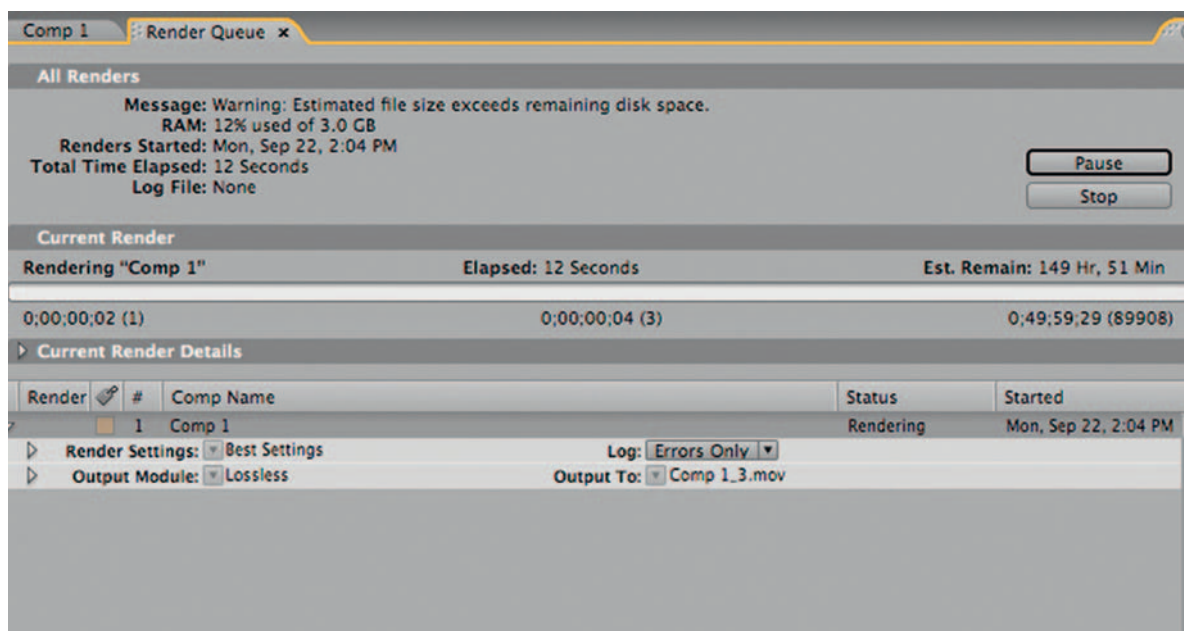 Comp 1 Render Queue ×
All Renders
Message: Warning: Estimated file size exceeds remaining disk space.
RAM: 12% used of 3.0 GB
Renders Started: Mon, Sep 22, 2:04 PM
Total Time Elapsed: 12 Seconds
Log File: None
Pause
Stop
Current Render
Rendering "Comp 1" Elapsed: 12 Seconds Est. Remain: 149 Hr, 51 Min
0;00;00;02 (1) 0;00;00;04 (3) 0;49;59;29 (89908)
Current Render Details
Render # Comp Name Status Started
1 Comp 1 Rendering Mon, Sep 22, 2:04 PM
Render Settings: Best Settings Log: Errors Only
Output Module: Lossless Output To: Comp 1_3.mov